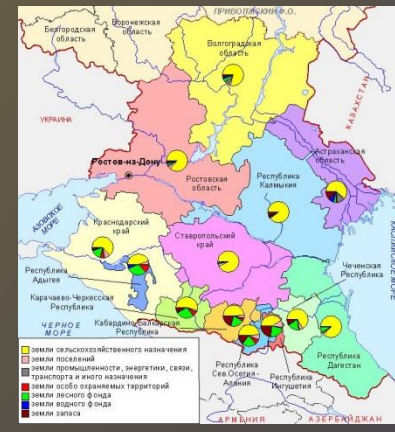 ПРИВОЛЖСКИЙ Ф.О.
Белгородская
область
Воронежская
область
Волгоградская
область
УКРАИНА
КАЗАХСТАН
Ростов-на-Дону
Ростовская
область
Астраханская
область
Республика
Калмыкия
АЗОВСКОЕ
МОРЕ
Краснодарский
край
Ставропольский
край
КАСПИЙСКОЕ МОРЕ
Республика
Адыгея
Чеченская
Республика
Карачаево-Черкесская
Республика
ЧЕРНОЕ
МОРЕ
Кабардино-Балкарская
Республика
Республика
Дагестан
Республика
Сев.Осетия-
Алания
Республика
Ингушетия
АРМЕНИЯ
АЗЕРБАЙДЖАН
земли сельскохозяйственного назначения
земли поселений
земли промышленности, энергетики, связи,
транспорта и иного назначения
земли особо охраняемых территорий
земли лесного фонда
земли водного фонда
земли запаса